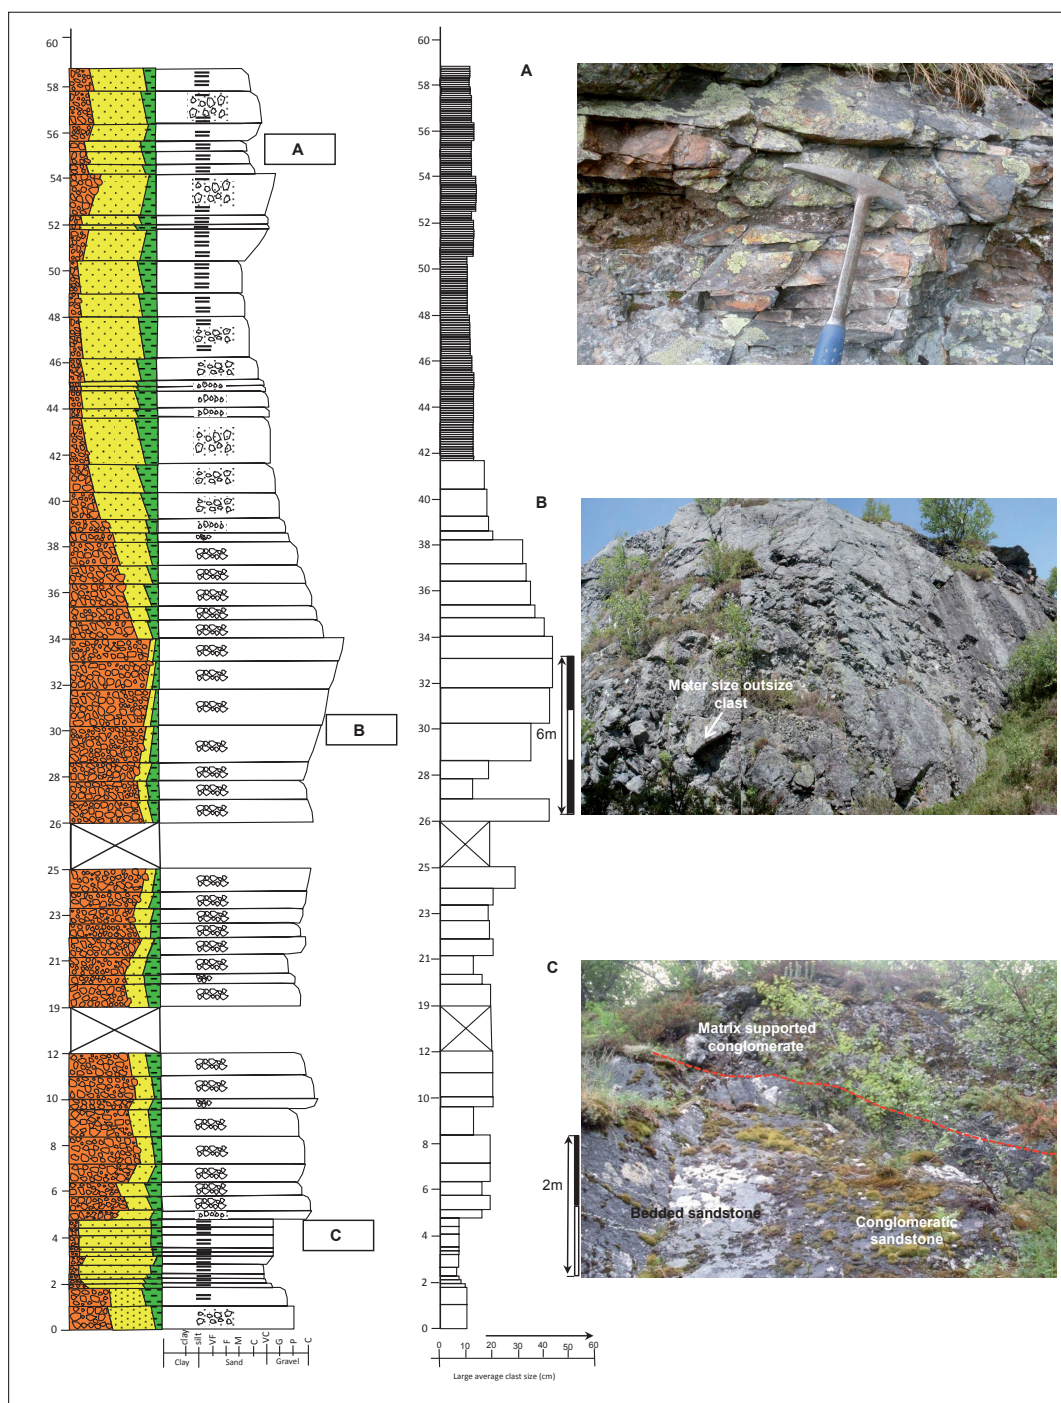 60
58
56
54
52
50
48
46
44
42
40
38
36
34
32
30
28
26
25
23
21
19
12
10
8
6
4
2
0
A
B
C
clay
silt
VF
F
M
C
VC
G
P
C
Clay
Sand
Gravel
60
58
56
54
52
50
48
46
44
42
40
38
36
34
32
30
28
26
25
23
21
19
12
10
8
6
4
2
0
6m
2m
0
10
20
30
40
50
60
Large average clast size (cm)
A
B
Meter size outsize
clast
C
Matrix supported
conglomerate
Bedded sandstone
Conglomeratic
sandstone